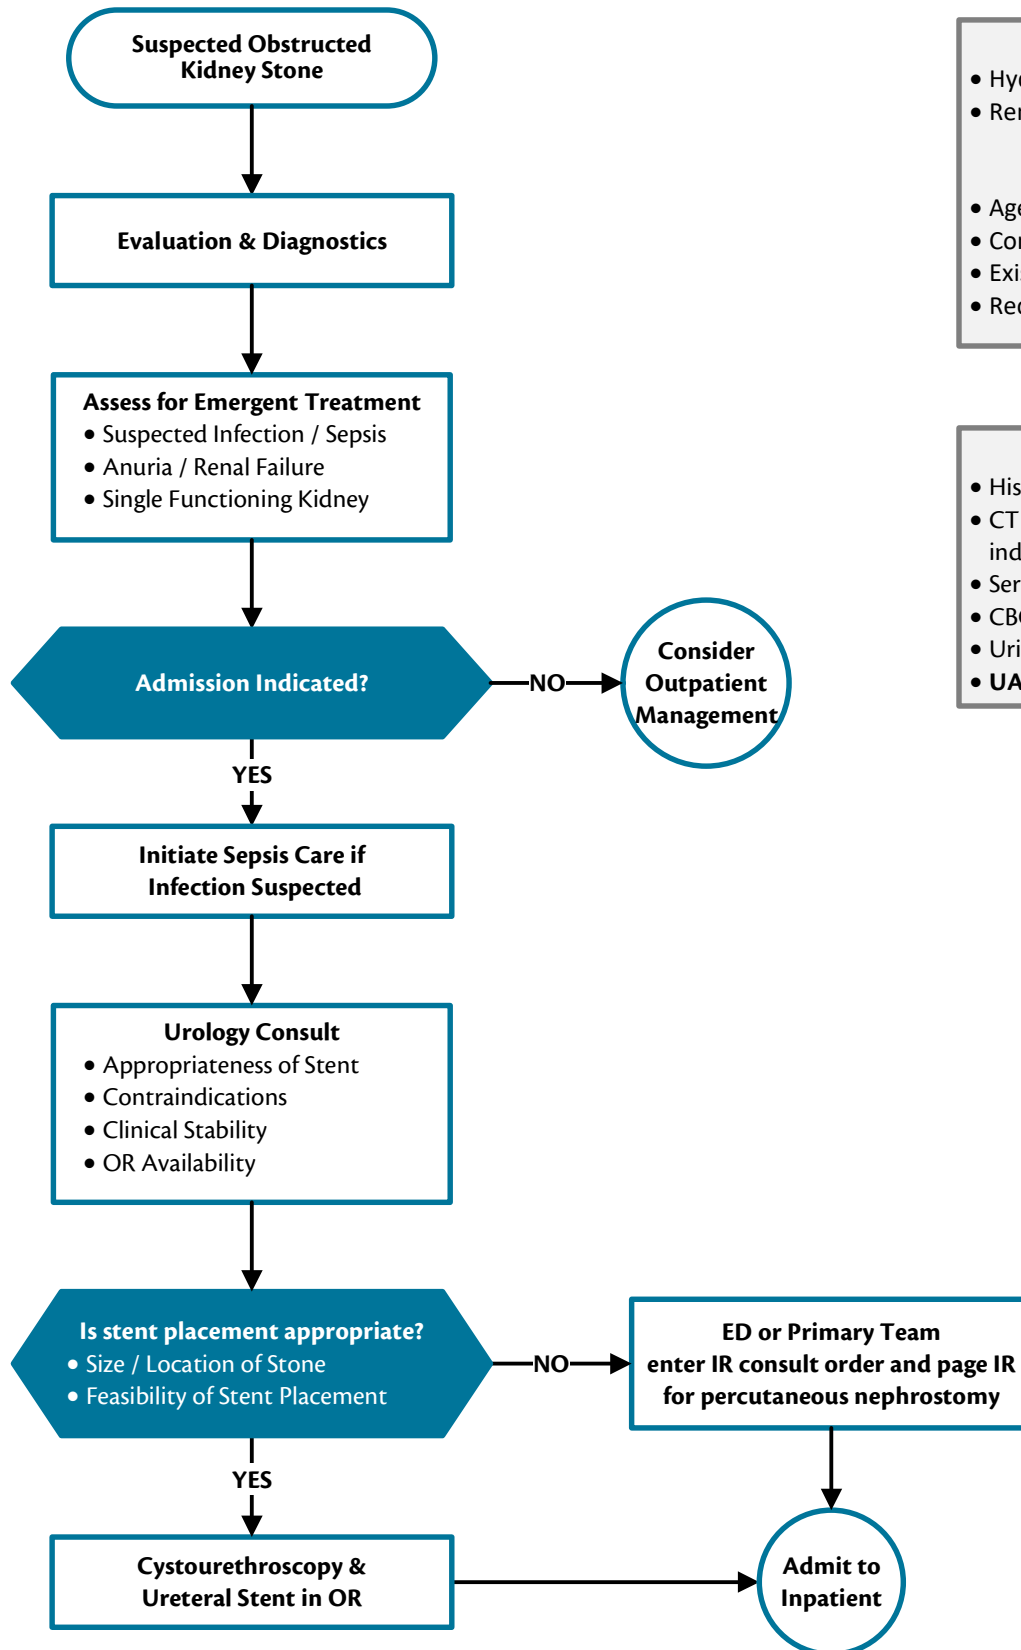 Suspected Obstructed
Kidney Stone
Evaluation & Diagnostics
Assess for Emergent Treatment
• Suspected Infection / Sepsis
• Anuria / Renal Failure
• Single Functioning Kidney
Admission Indicated?
NO
Consider
Outpatient
Management
YES
Initiate Sepsis Care if
Infection Suspected
Urology Consult
• Appropriateness of Stent
• Contraindications
• Clinical Stability
• OR Availability
Is stent placement appropriate?
• Size / Location of Stone
• Feasibility of Stent Placement
NO
ED or Primary Team
enter IR consult order and page IR
for percutaneous nephrostomy
YES
Cystourethroscopy &
Ureteral Stent in OR
Admit to
Inpatient
• CT
• UA